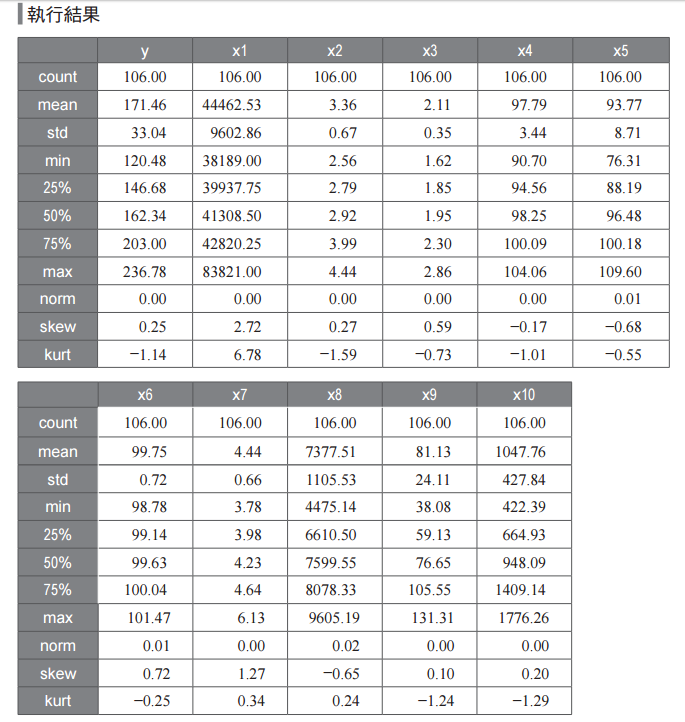 執行結果
y x1 x2 x3 x4 x5
count 106.00 106.00 106.00 106.00 106.00 106.00
mean 171.46 44462.53 3.36 2.11 97.79 93.77
std 33.04 9602.86 0.67 0.35 3.44 8.71
min 120.48 38189.00 2.56 1.62 90.70 76.31
25% 146.68 39937.75 2.79 1.85 94.56 88.19
50% 162.34 41308.50 2.92 1.95 98.25 96.48
75% 203.00 42820.25 3.99 2.30 100.09 100.18
max 236.78 83821.00 4.44 2.86 104.06 109.60
norm 0.00 0.00 0.00 0.00 0.00 0.01
skew 0.25 2.72 0.27 0.59 −0.17 −0.68
kurt −1.14 6.78 −1.59 −0.73 −1.01 −0.55
x6 x7 x8 x9 x10
count 106.00 106.00 106.00 106.00 106.00
mean 99.75 4.44 7377.51 81.13 1047.76
std 0.72 0.66 1105.53 24.11 427.84
min 98.78 3.78 4475.14 38.08 422.39
25% 99.14 3.98 6610.50 59.13 664.93
50% 99.63 4.23 7599.55 76.65 948.09
75% 100.04 4.64 8078.33 105.55 1409.14
max 101.47 6.13 9605.19 131.31 1776.26
norm 0.01 0.00 0.02 0.00 0.00
skew 0.72 1.27 −0.65 0.10 0.20
kurt −0.25 0.34 0.24 −1.24 −1.29